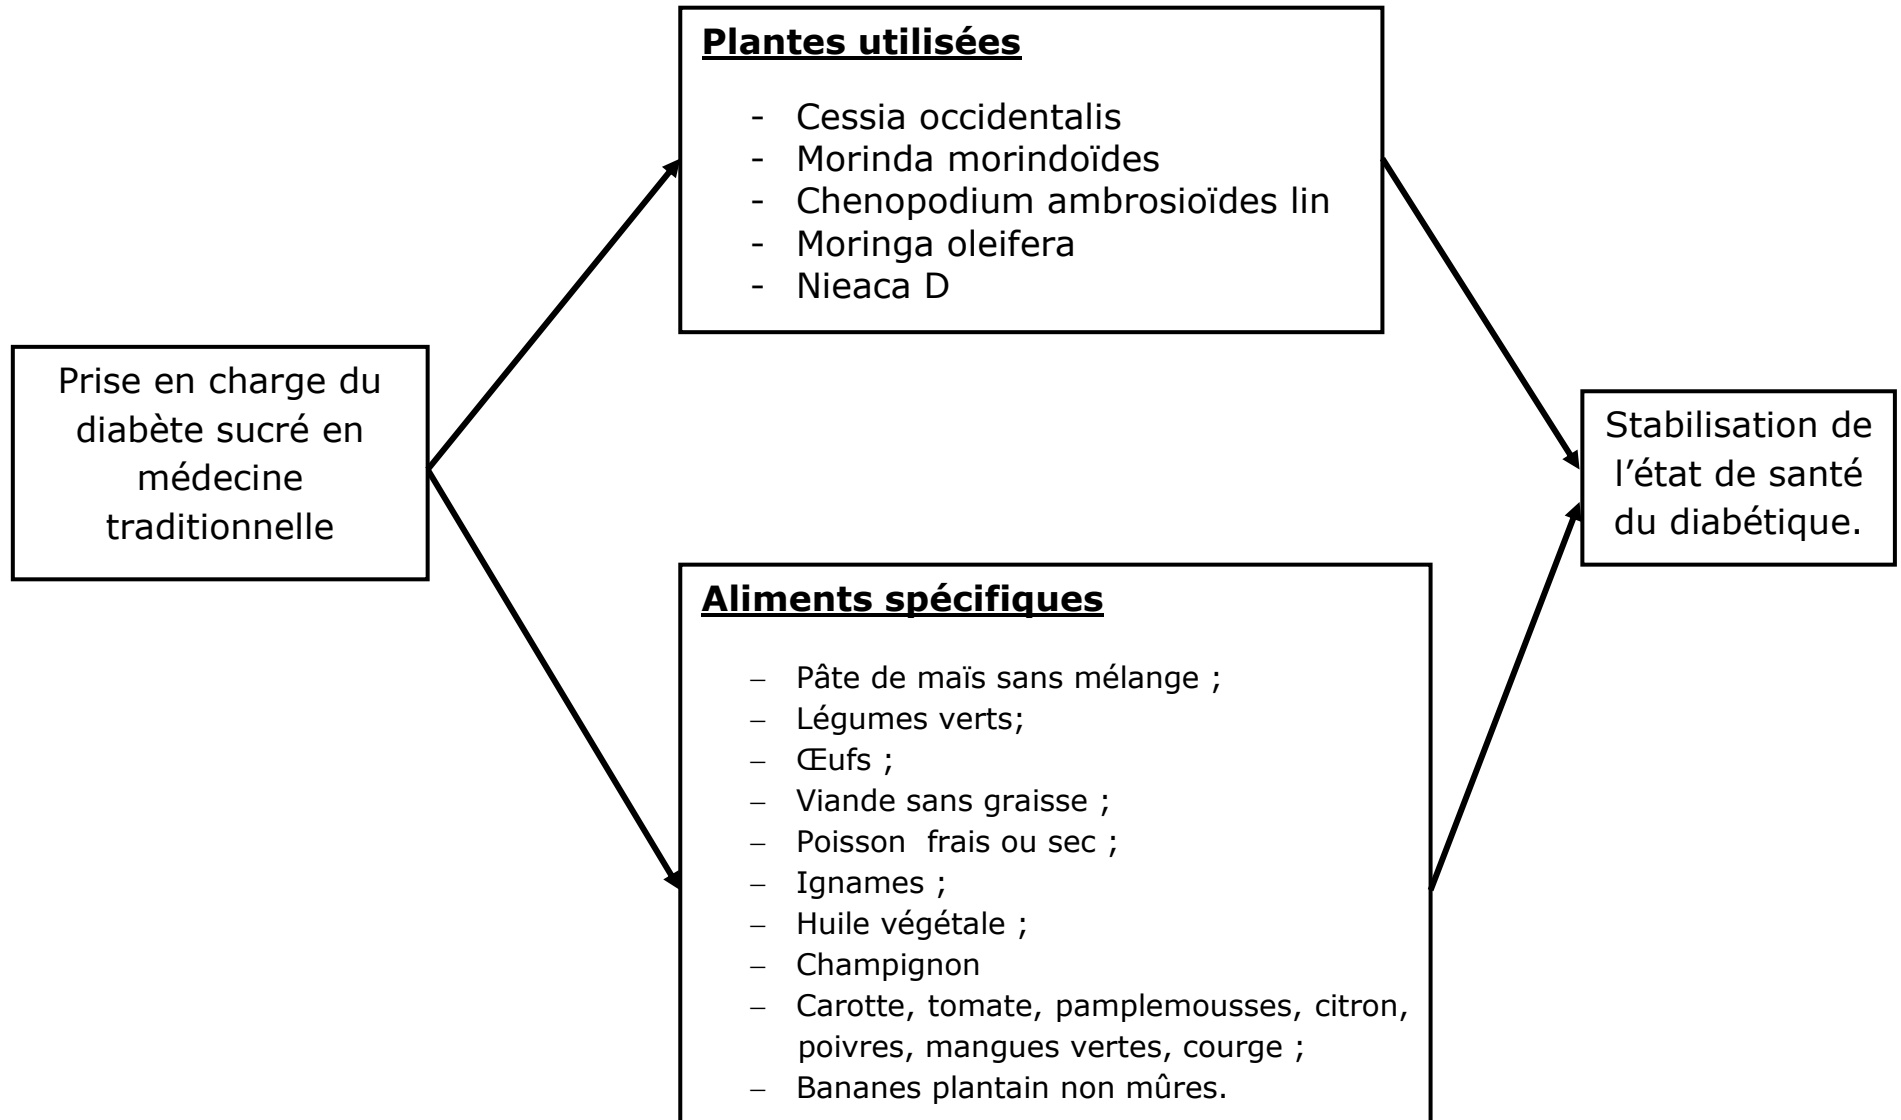 Plantes utilisées
- Cessia occidentalis
- Morinda morindoïdes
- Chenopodium ambrosioïdes lin
- Moringa oleifera
- Nieaca D
Prise en charge du
diabète sucré en
médecine
traditionnelle
Stabilisation de
l’état de santé
du diabétique.
Aliments spécifiques
– Pâte de maïs sans mélange ;
– Légumes verts;
– Œufs ;
– Viande sans graisse ;
– Poisson  frais ou sec ;
– Ignames ;
– Huile végétale ;
– Champignon
– Carotte, tomate, pamplemousses, citron,
poivres, mangues vertes, courge ;
– Bananes plantain non mûres.